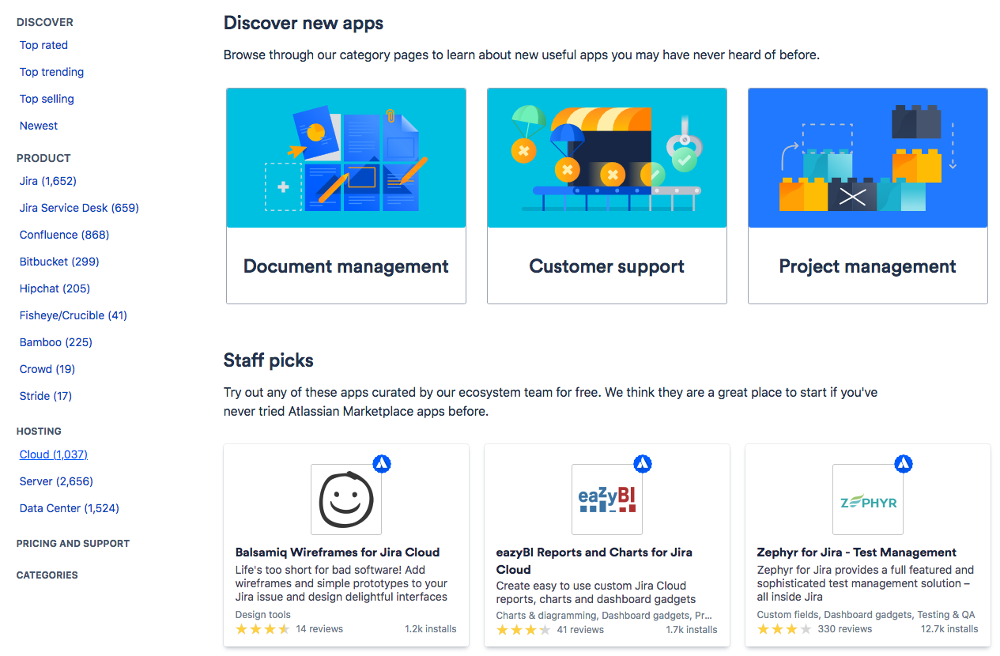 DISCOVER
Top rated
Top trending
Top selling
Newest
PRODUCT
Jira (1,652)
Jira Service Desk (659)
Confluence (868)
Bitbucket (299)
Hipchat (205)
Fisheye/Crucible (41)
Bamboo (225)
Crowd (19)
Stride (17)
HOSTING
Cloud (1,037)
Server (2,656)
Data Center (1,524)
PRICING AND SUPPORT
CATEGORIES
Discover new apps
Browse through our category pages to learn about new useful apps you may have never heard of before.
Document management
Customer support
Project management
Staff picks
Try out any of these apps curated by our ecosystem team for free. We think they are a great place to start if you've
never tried Atlassian Marketplace apps before.
Balsamiq Wireframes for Jira Cloud
Life's too short for bad software! Add
wireframes and simple prototypes to your
Jira issue and design delightful interfaces
Design tools
14 reviews
1.2k installs
eazyBI
eazyBI Reports and Charts for Jira
Cloud
Create easy to use custom Jira Cloud
reports, charts and dashboard gadgets
Charts & diagramming, Dashboard gadgets, Pr...
41 reviews
1.7k installs
ZEPHYR
Zephyr for Jira - Test Management
Zephyr for Jira provides a full featured and
sophisticated test management solution –
all inside Jira
Custom fields, Dashboard gadgets, Testing & QA
330 reviews
12.7k installs